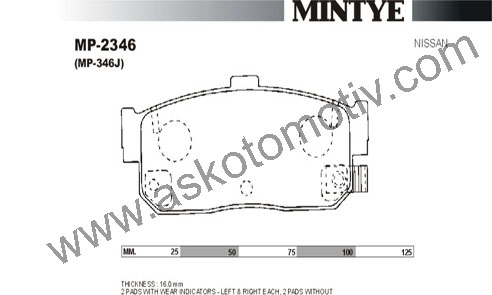 MINTYE
MP-2346
(MP-346J)
NISSAN
www.askotomotiv.com
MM. 25 50 75 100 125
THICKNESS : 16.0 mm
2 PADS WITH WEAR INDICATORS - LEFT & RIGHT EACH, 2 PADS WITHOUT